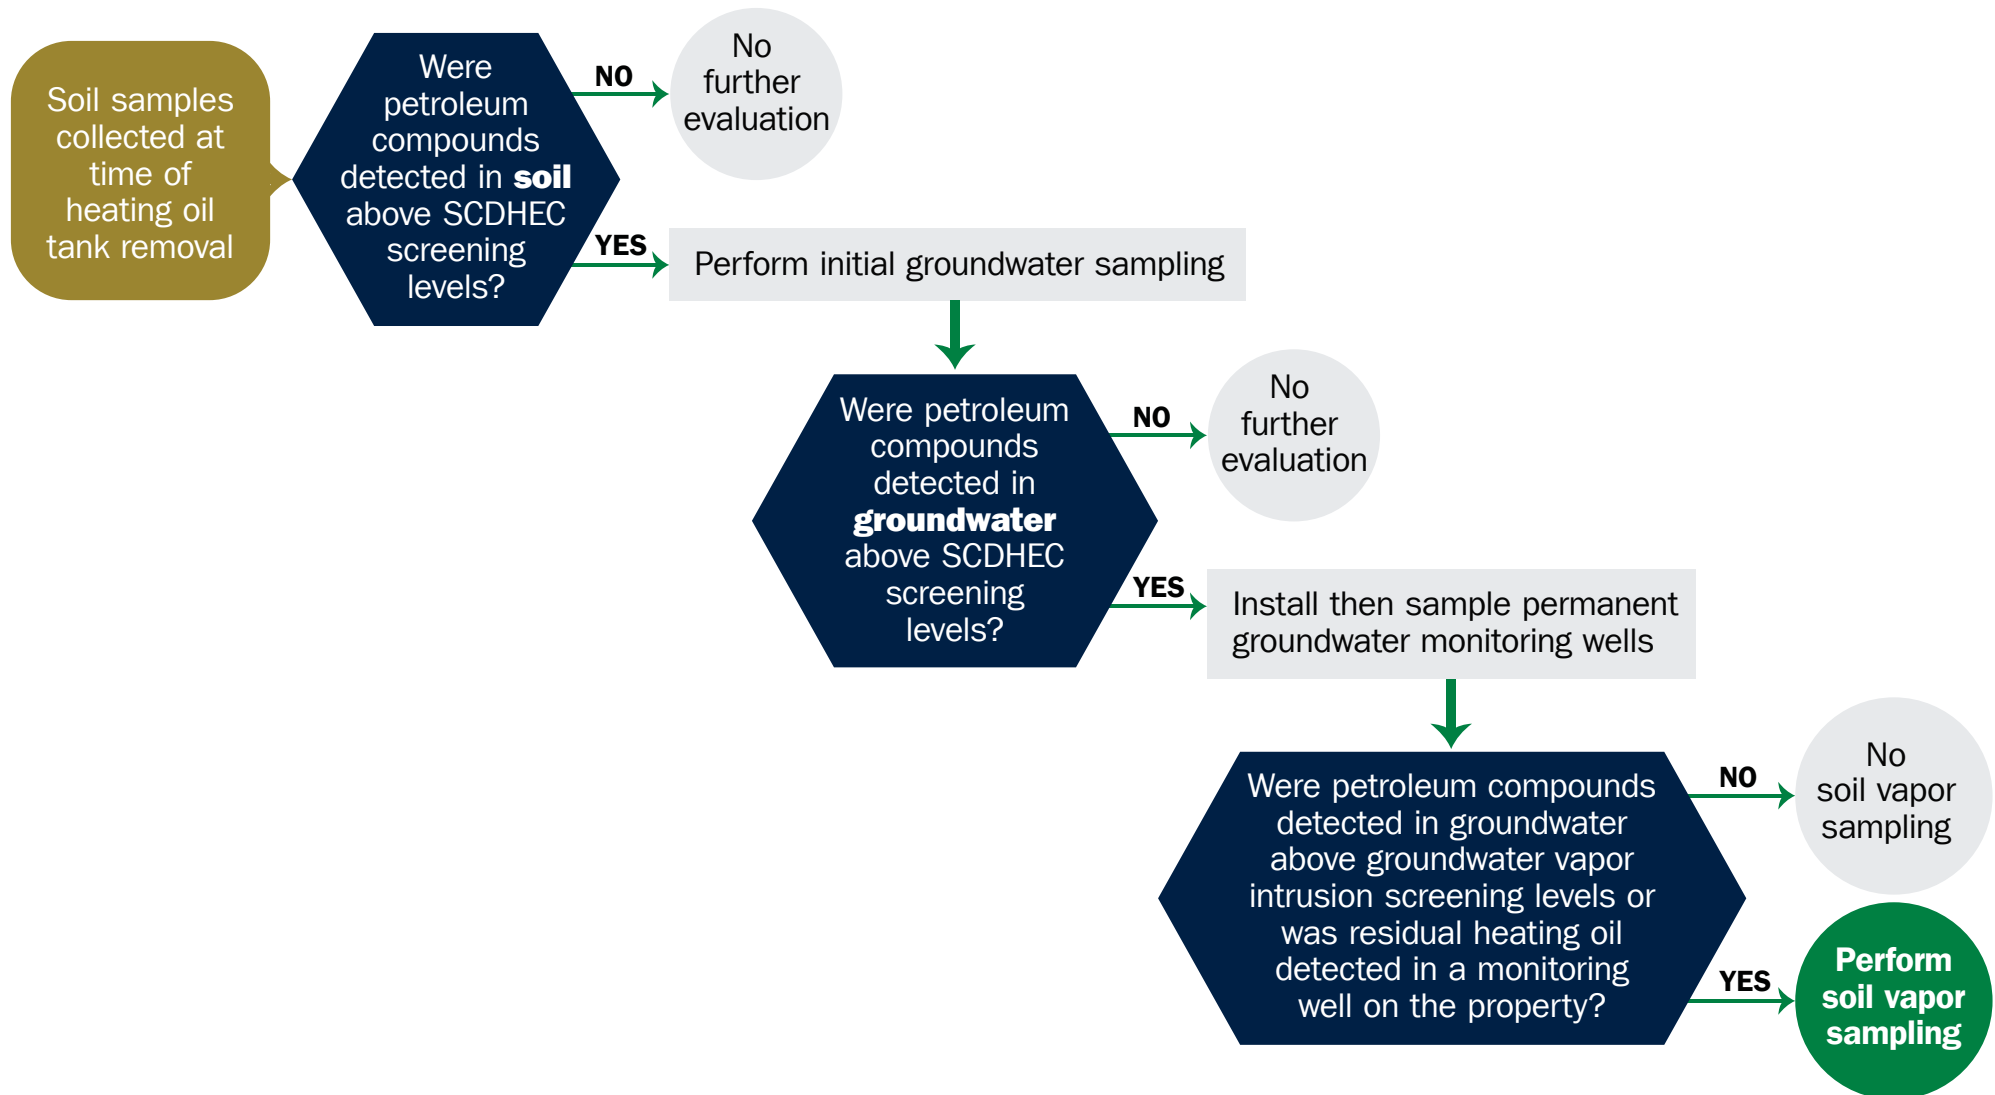 Soil samples
collected at
time of
heating oil
tank removal
Were
petroleum
compounds
detected in soil
above SCDHEC
screening
levels?
NO
No
further
evaluation
YES
Perform initial groundwater sampling
Were petroleum
compounds
detected in
groundwater
above SCDHEC
screening
levels?
NO
No
further
evaluation
YES
Install then sample permanent
groundwater monitoring wells
Were petroleum compounds
detected in groundwater
above groundwater vapor
intrusion screening levels or
was residual heating oil
detected in a monitoring
well on the property?
NO
No
soil vapor
sampling
YES
Perform
soil vapor
sampling